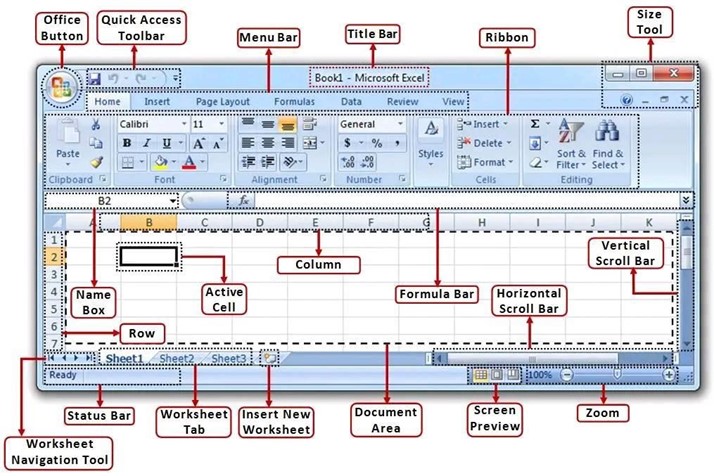 Office
Button
Quick Access
Toolbar
Menu Bar
Title Bar
Ribbon
Size
Tool
Book1 - Microsoft Excel
Home Insert Page Layout Formulas Data Review View
Paste
Clipboard
Calibri 11
B I U
A A
A
Font
Alignment
General
$ % ,
.0 .00
.00 .0
Number
A
Styles
Insert
Delete
Format
Cells
Σ
A
Z
Sort &
Filter
Find &
Select
Editing
B2
fx
A B C D E F G H I J K
1
2
3
4
5
6
7
Column
Vertical
Scroll Bar
Name
Box
Active
Cell
Formula Bar
Horizontal
Scroll Bar
Row
Sheet1 Sheet2 Sheet3
Ready
100%
Status Bar
Worksheet
Tab
Insert New
Worksheet
Document
Area
Screen
Preview
Zoom
Worksheet
Navigation Tool